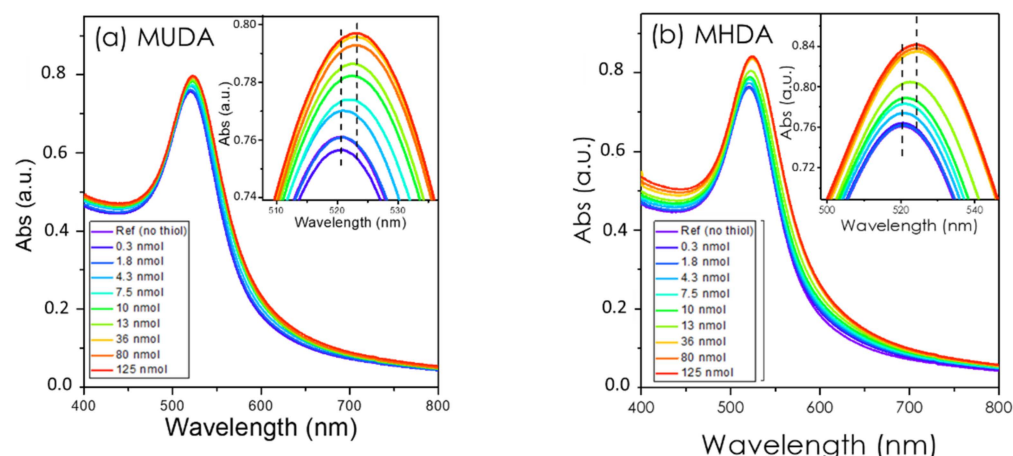 (a) MUDA
Abs (a.u.)
0.8
0.6
0.4
0.2
0.0
400
500
600
700
800
Wavelength (nm)
Ref (no thiol)
0.3 nmol
1.8 nmol
4.3 nmol
7.5 nmol
10 nmol
13 nmol
36 nmol
80 nmol
125 nmol
Abs (a.u.)
0.80
0.78
0.76
0.74
510
520
530
Wavelength (nm)
(b) MHDA
Abs (a.u.)
0.8
0.6
0.4
0.2
0.0
400
500
600
700
800
Wavelength (nm)
Ref (no thiol)
0.3 nmol
1.8 nmol
4.3 nmol
7.5 nmol
10 nmol
13 nmol
36 nmol
80 nmol
125 nmol
Abs (a.u.)
0.84
0.80
0.76
0.72
500
520
540
Wavelength (nm)